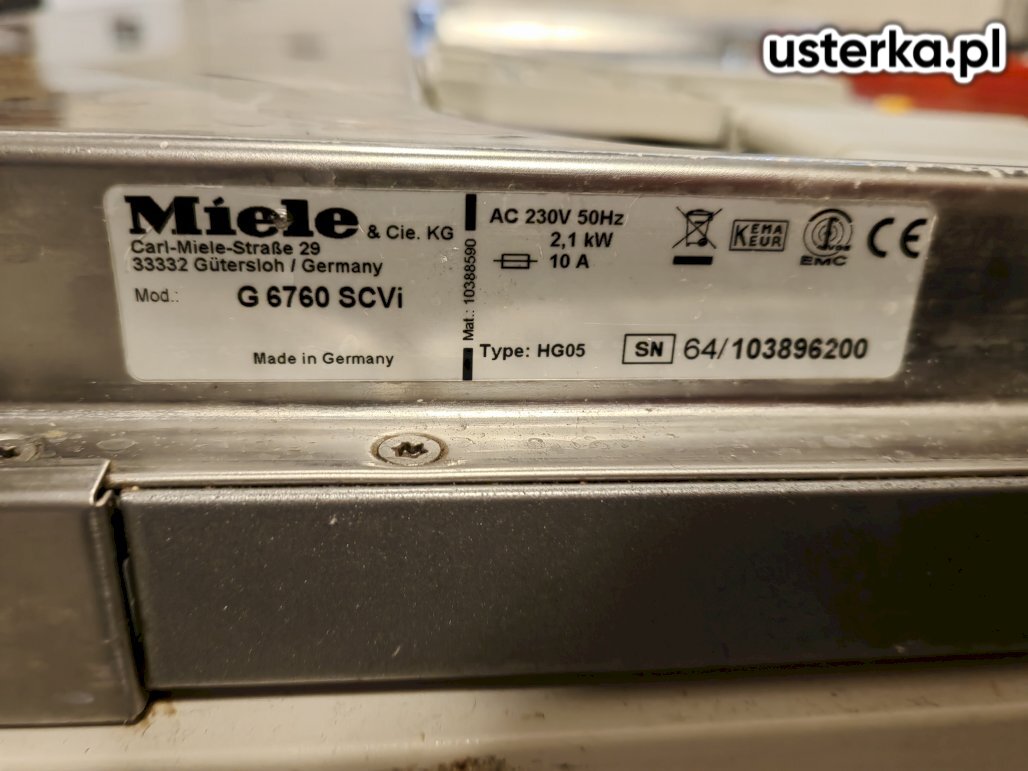 usterka.pl
Miele & Cie. KG
Carl-Miele-Straße 29
33332 Gütersloh / Germany
Mod.: G 6760 SCVi
Made in Germany
Mat.: 10388590
AC 230V 50Hz
2,1 kW
10 A
KEMA
KEUR
VDE
EMC
CE
Type: HG05
SN 64/103896200